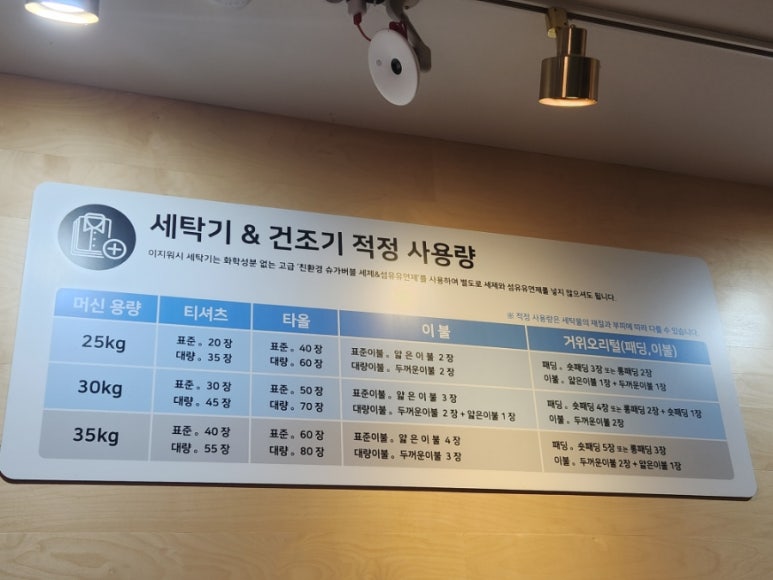 세탁기 & 건조기 적정 사용량
이지워시 세탁기는 화학성분 없는 고급 '친환경 슈가버블 세제&섬유유연제'를 사용하여 별도로 세제와 섬유유연제를 넣지 않으셔도 됩니다.
※ 적정 사용량은 세탁물의 재질과 부피에 따라 다를 수 있습니다.
머신 용량 티셔츠 타올 이불 거위오리털(패딩,이불)
25kg
표준。20 장
대량。35 장
표준。40 장
대량。60 장
표준이불。얇 은 이 불 2 장
대량이불。두꺼운이불 2 장
패딩。숏패딩 3장 또는 롱패딩 2장
이불。얇은이불 1장 + 두꺼운이불 1장
30kg
표준。30 장
대량。45 장
표준。50 장
대량。70 장
표준이불。얇 은 이 불 3 장
대량이불。두꺼운이불 2 장 + 얇은이불 1 장
패딩。숏패딩 4장 또는 롱패딩 2장 + 숏패딩 1장
이불。두꺼운이불 2장
35kg
표준。40 장
대량。55 장
표준。60 장
대량。80 장
표준이불。얇 은 이 불 4 장
대량이불。두꺼운이불 3 장
패딩。숏패딩 5장 또는 롱패딩 3장
이불。두꺼운이불 2장 + 얇은이불 1장